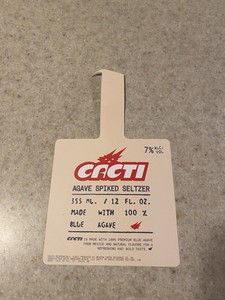 7% ALC/
VOL
CACTI
AGAVE SPIKED SELTZER
355 ML. / 12 FL. OZ.
MADE WITH 100 %
BLUE AGAVE
CACTI IS MADE WITH 100% PREMIUM BLUE AGAVE
FROM MEXICO AND NATURAL FLAVORS FOR A
REFRESHING AND BOLD TASTE.